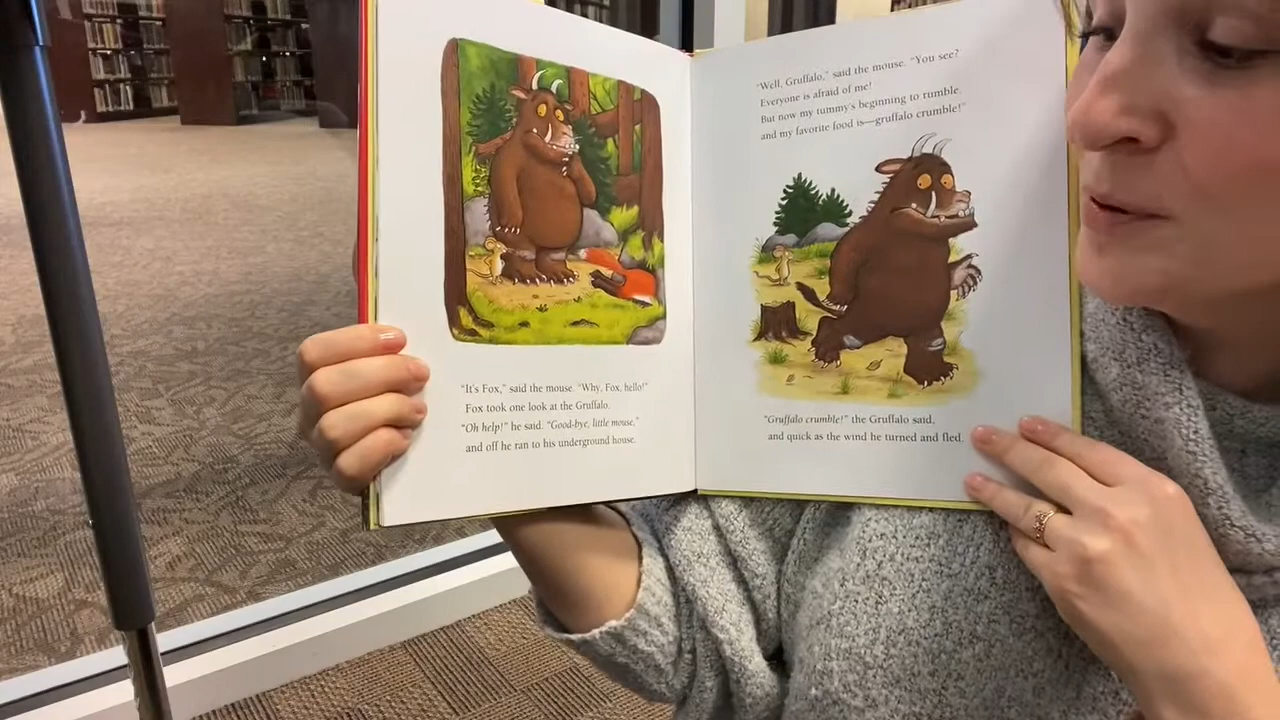 "It's Fox," said the mouse. "Why, Fox, hello!"
Fox took one look at the Gruffalo.
"Oh help!" he said. "Good-bye, little mouse,"
and off he ran to his underground house.
"Well, Gruffalo," said the mouse. "You see?
Everyone is afraid of me!
But now my tummy's beginning to rumble,
and my favorite food is—gruffalo crumble!"
"Gruffalo crumble!" the Gruffalo said,
and quick as the wind he turned and fled.